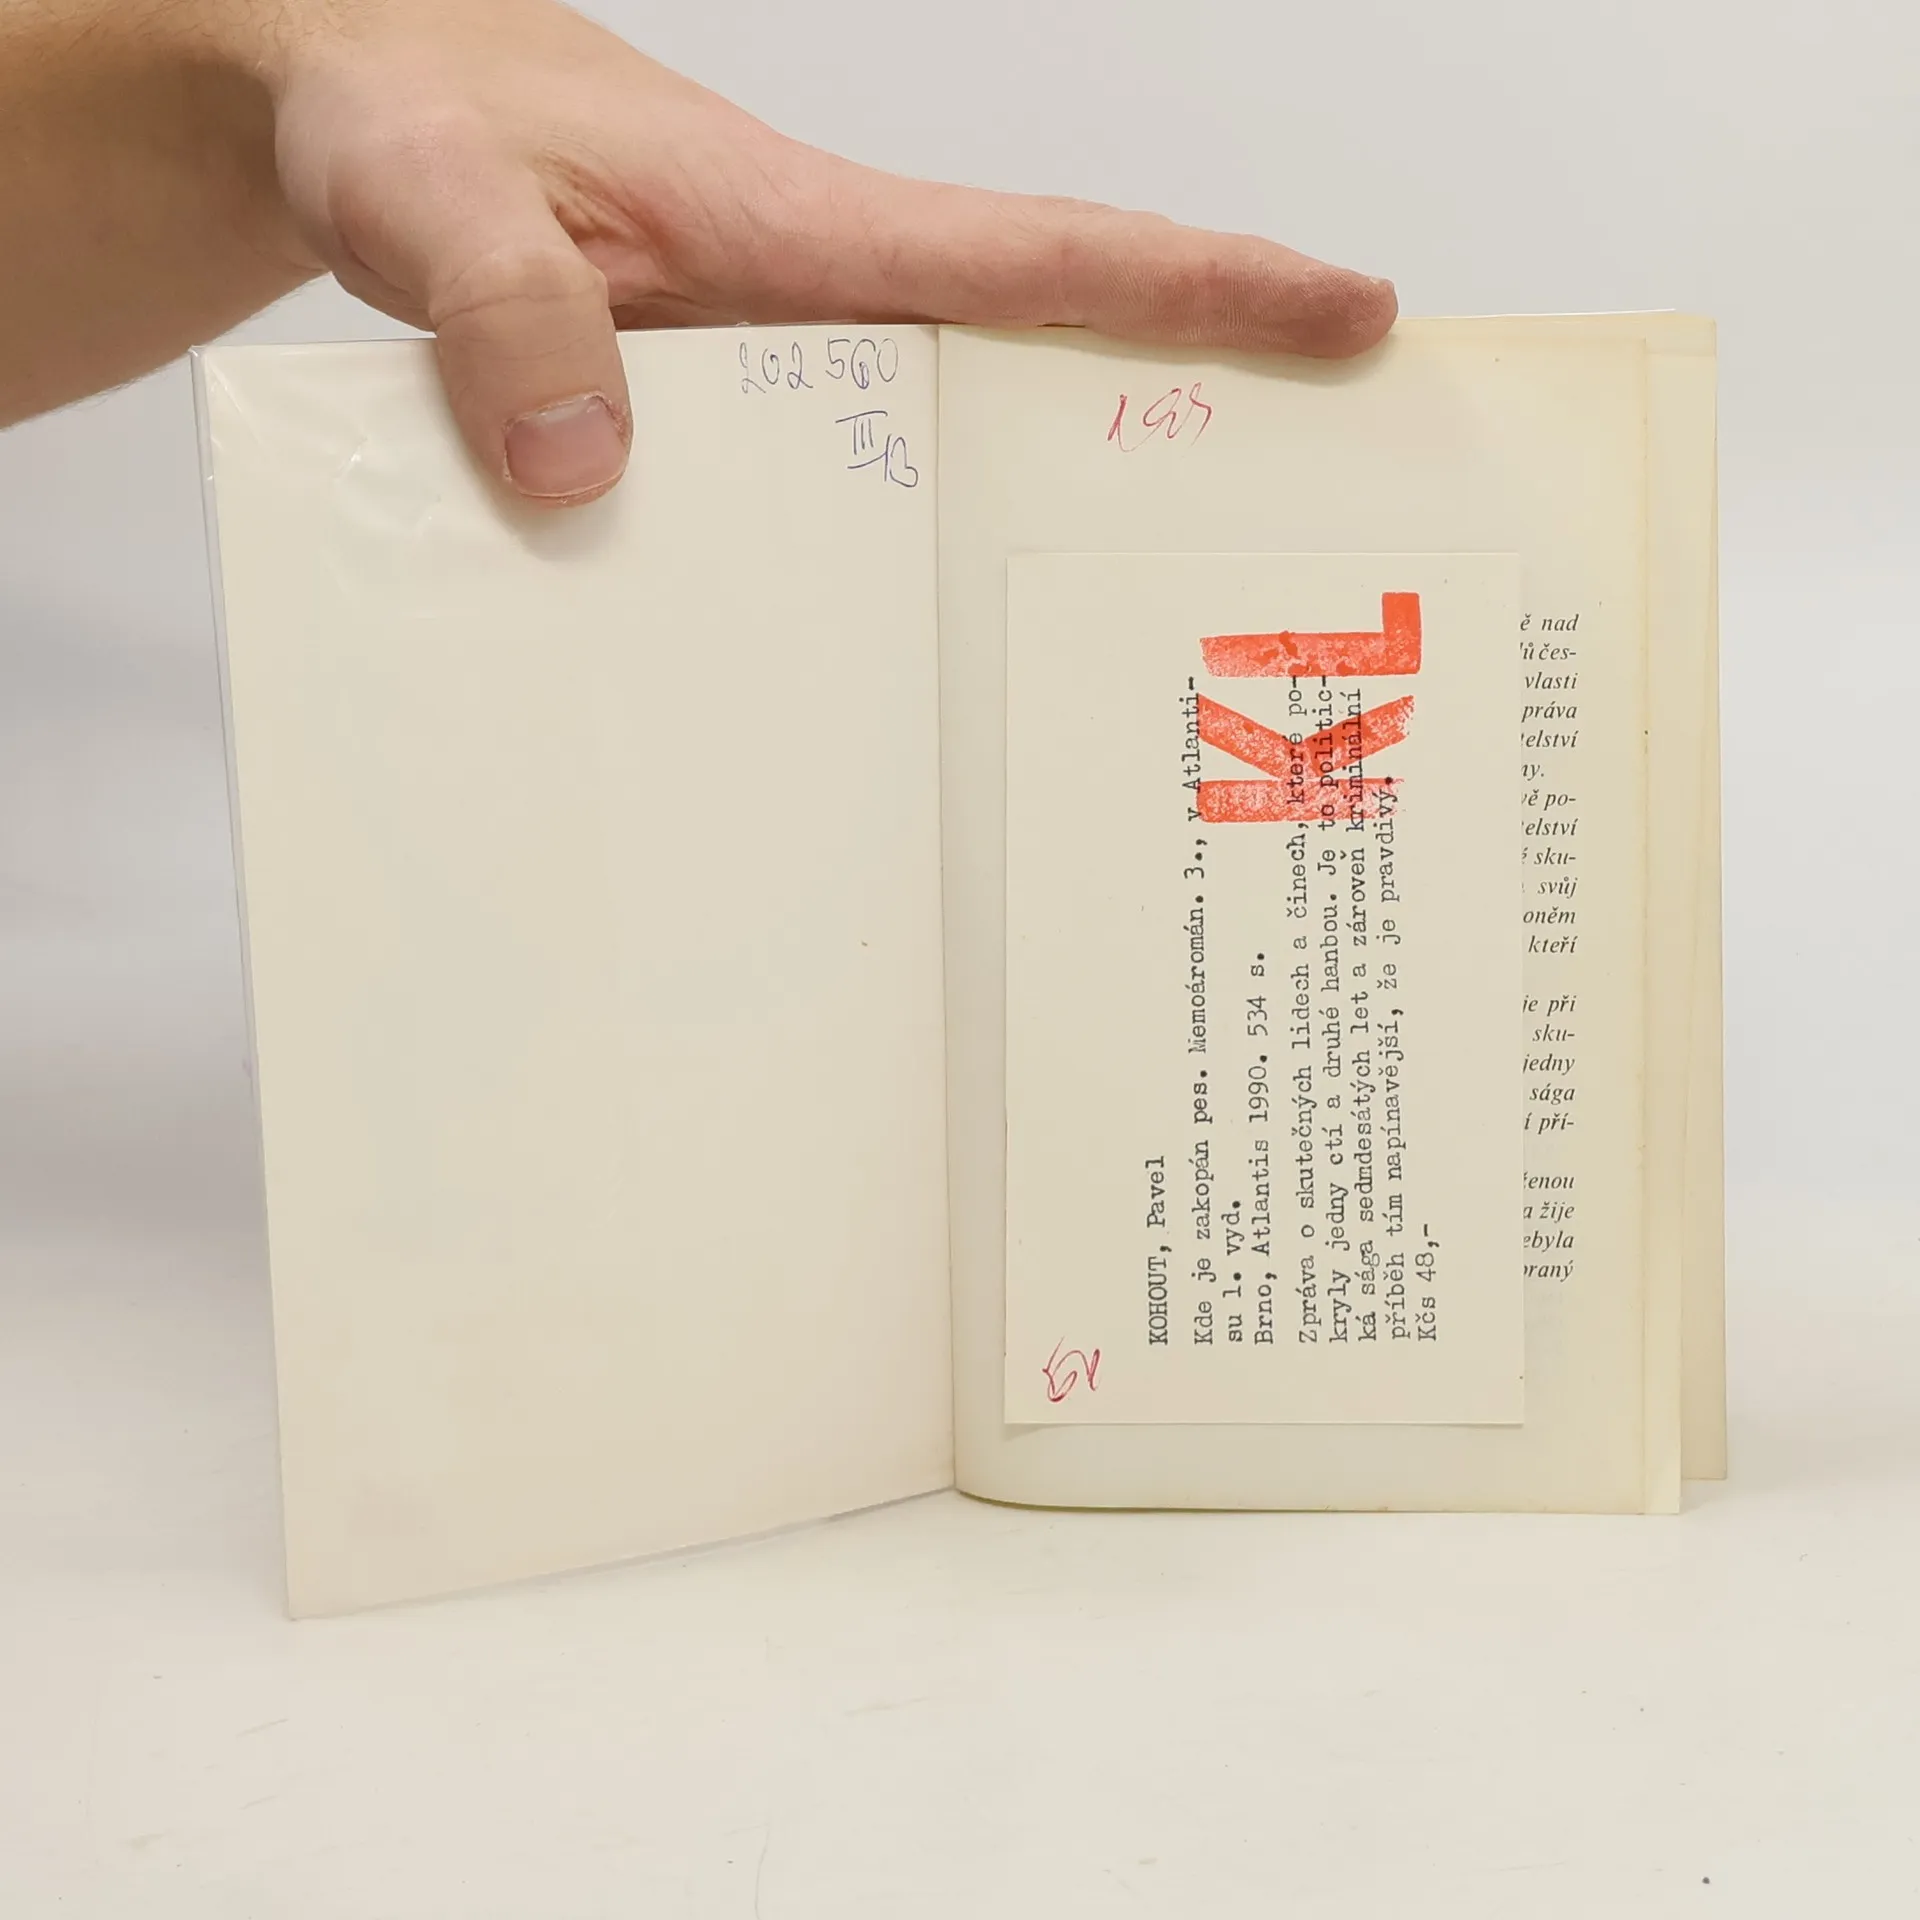 202 560
III/B
KL
KOHOUT, Pavel
Kde je zakopán pes. Memoáromán. 3., v Atlanti-
su 1. vyd.
Brno, Atlantis 1990. 534 s.
Zpráva o skutečných lidech a činech, které po-
kryly jedny ctí a druhé hanbou. Je to politic-
ká sága sedmdesátých let a zároveň kriminální
příběh tím napínavější, že je pravdivý.
Kčs 48,-
ě nad
ů čes-
vlasti
práva
telství
ny.
vě po-
telství
sku-
svůj
oněm
kteří
je při
sku-
jedny
sága
í pří-
ženou
a žije
ebyla
braný